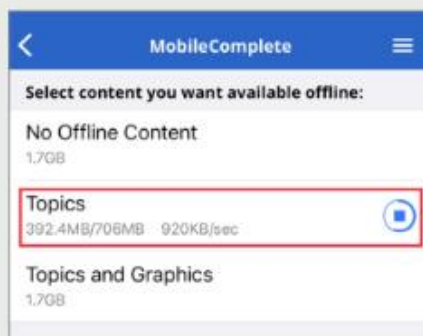 MobileComplete
Select content you want available offline:
No Offline Content
1.7GB
Topics
392.4MB/706MB 920KB/sec
Topics and Graphics
1.7GB